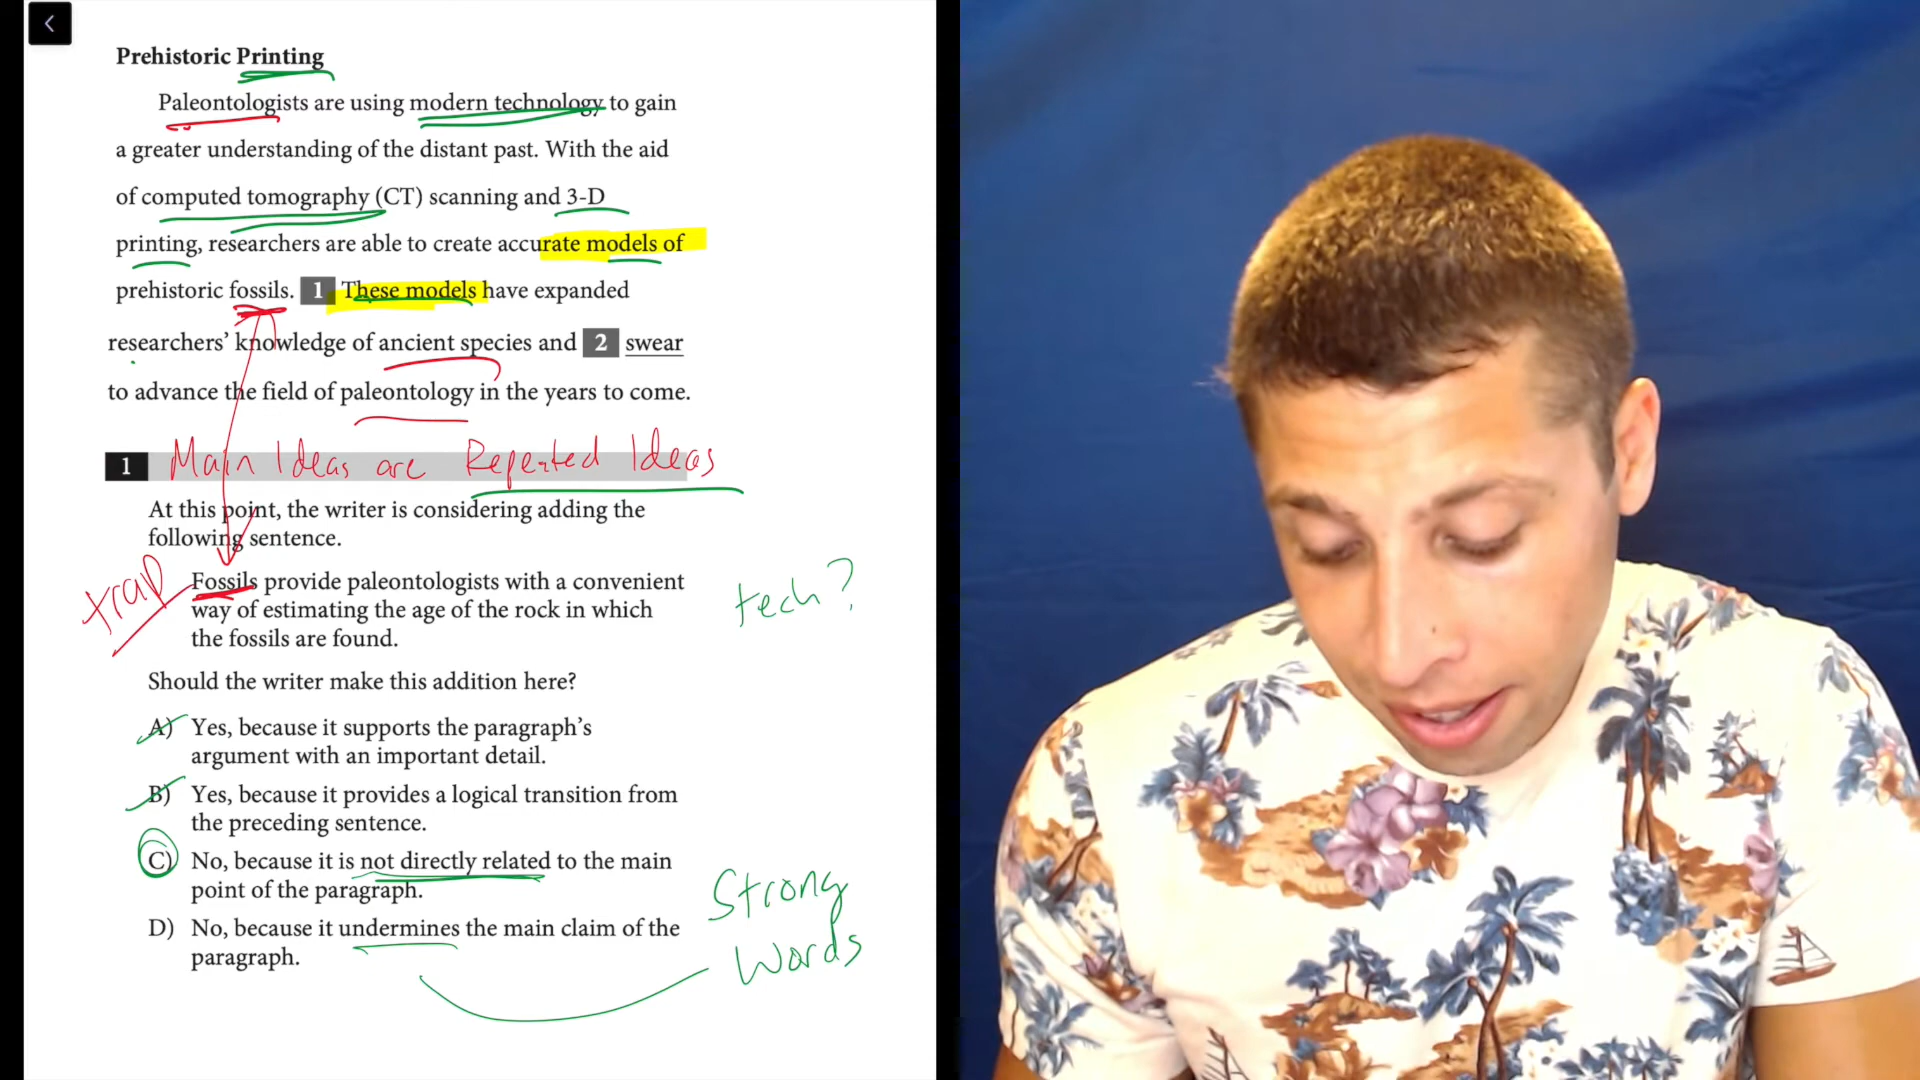 Prehistoric Printing
Paleontologists are using modern technology to gain
a greater understanding of the distant past. With the aid
of computed tomography (CT) scanning and 3-D
printing, researchers are able to create accurate models of
prehistoric fossils. 1 These models have expanded
researchers’ knowledge of ancient species and 2 swear
to advance the field of paleontology in the years to come.
1 Main Ideas are Repeated Ideas
At this point, the writer is considering adding the
following sentence.
trap
Fossils provide paleontologists with a convenient
way of estimating the age of the rock in which
the fossils are found.
tech?
Should the writer make this addition here?
A) Yes, because it supports the paragraph’s
argument with an important detail.
B) Yes, because it provides a logical transition from
the preceding sentence.
C) No, because it is not directly related to the main
point of the paragraph.
D) No, because it undermines the main claim of the
paragraph.
Strong
Words